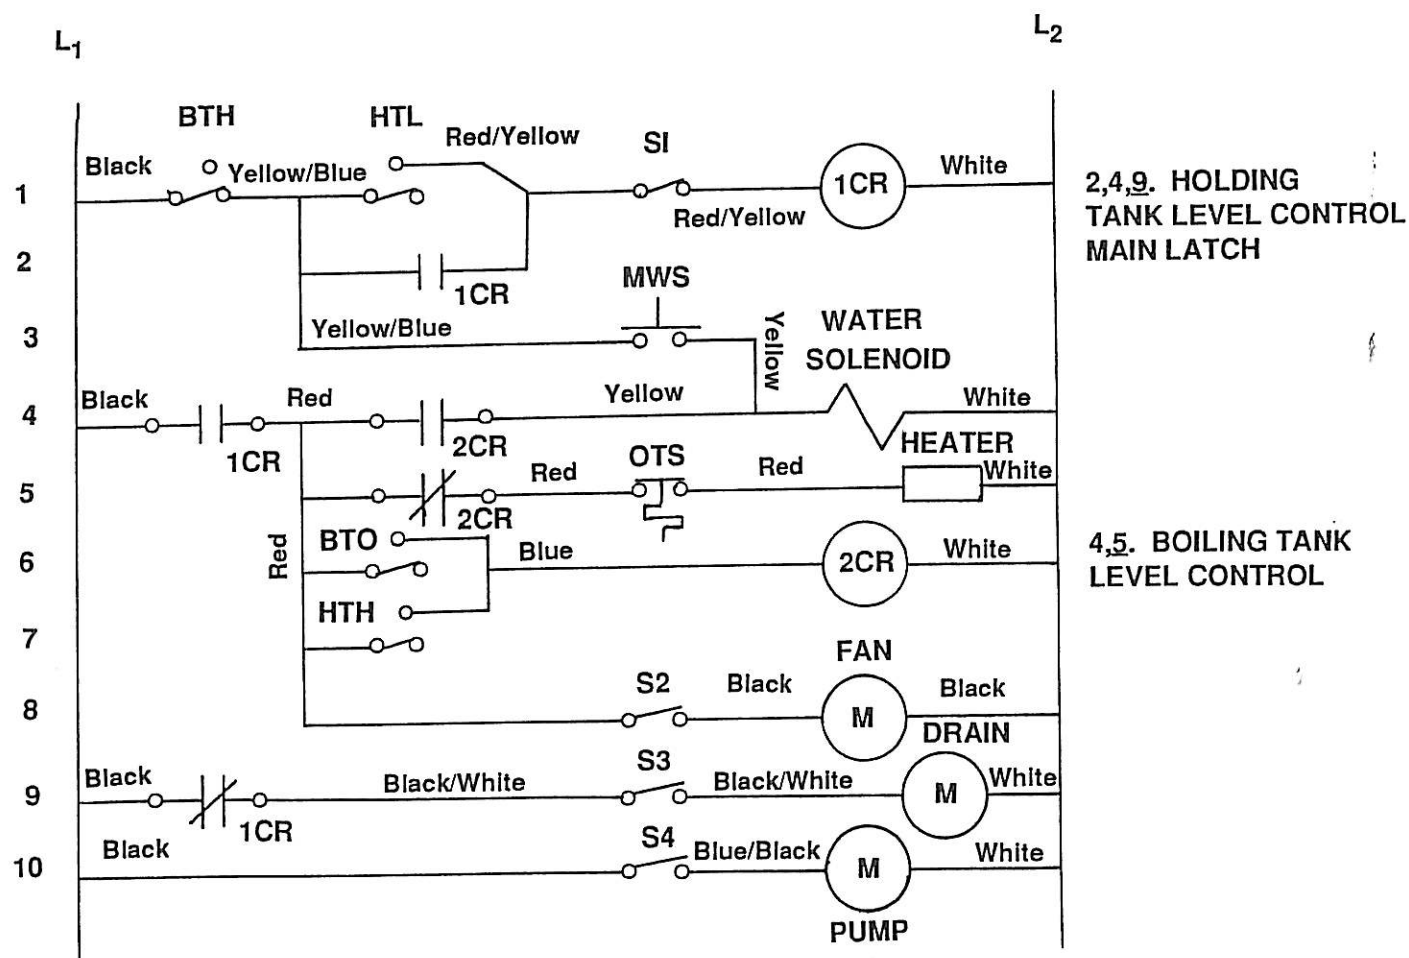 L1
L2
BTH
HTL
Red/Yellow
SI
Black
Yellow/Blue
1CR
White
1
Red/Yellow
2,4,9. HOLDING
TANK LEVEL CONTROL
MAIN LATCH
2
1CR
MWS
3
Yellow/Blue
Yellow
WATER
SOLENOID
4
Black
Red
Yellow
White
1CR
2CR
OTS
HEATER
5
Red
Red
White
2CR
Red
6
BTO
Blue
2CR
White
4,5. BOILING TANK
LEVEL CONTROL
7
HTH
FAN
8
S2
Black
M
Black
DRAIN
9
Black
Black/White
S3
Black/White
M
White
1CR
10
Black
S4
Blue/Black
M
White
PUMP